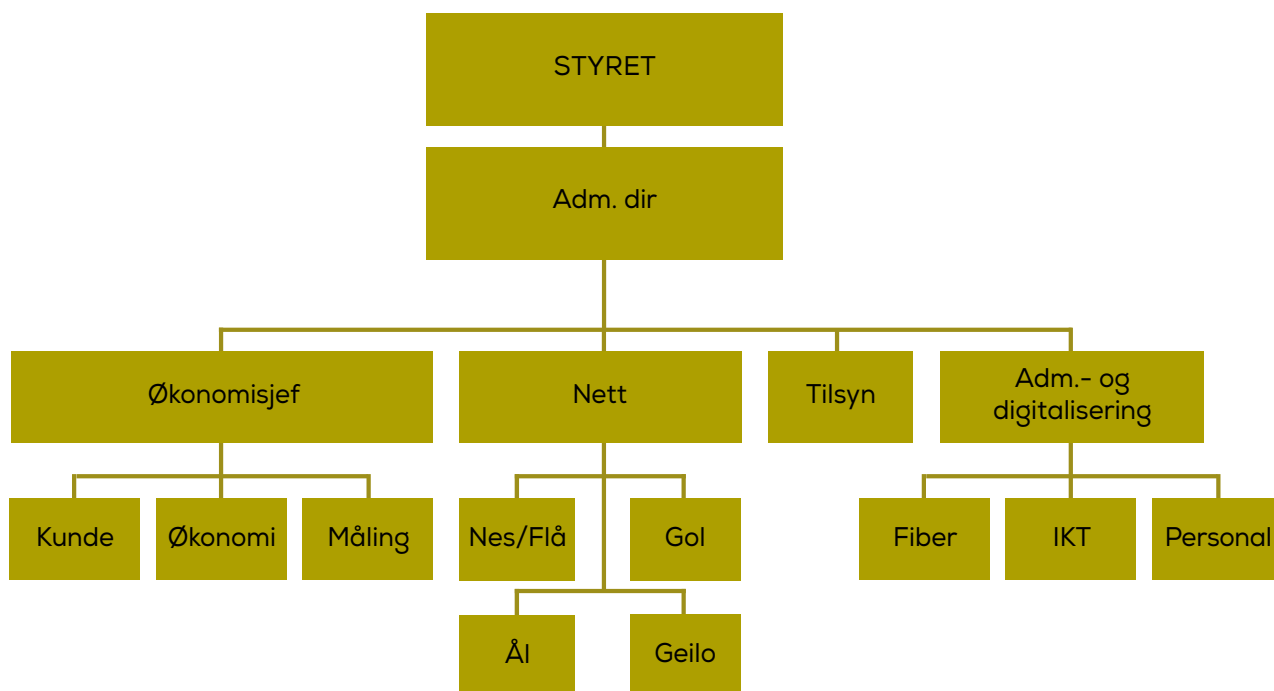 STYRET
Adm. dir
Økonomisjef
Nett
Tilsyn
Adm.- og
digitalisering
Kunde
Økonomi
Måling
Nes/Flå
Gol
Fiber
IKT
Personal
Ål
Geilo